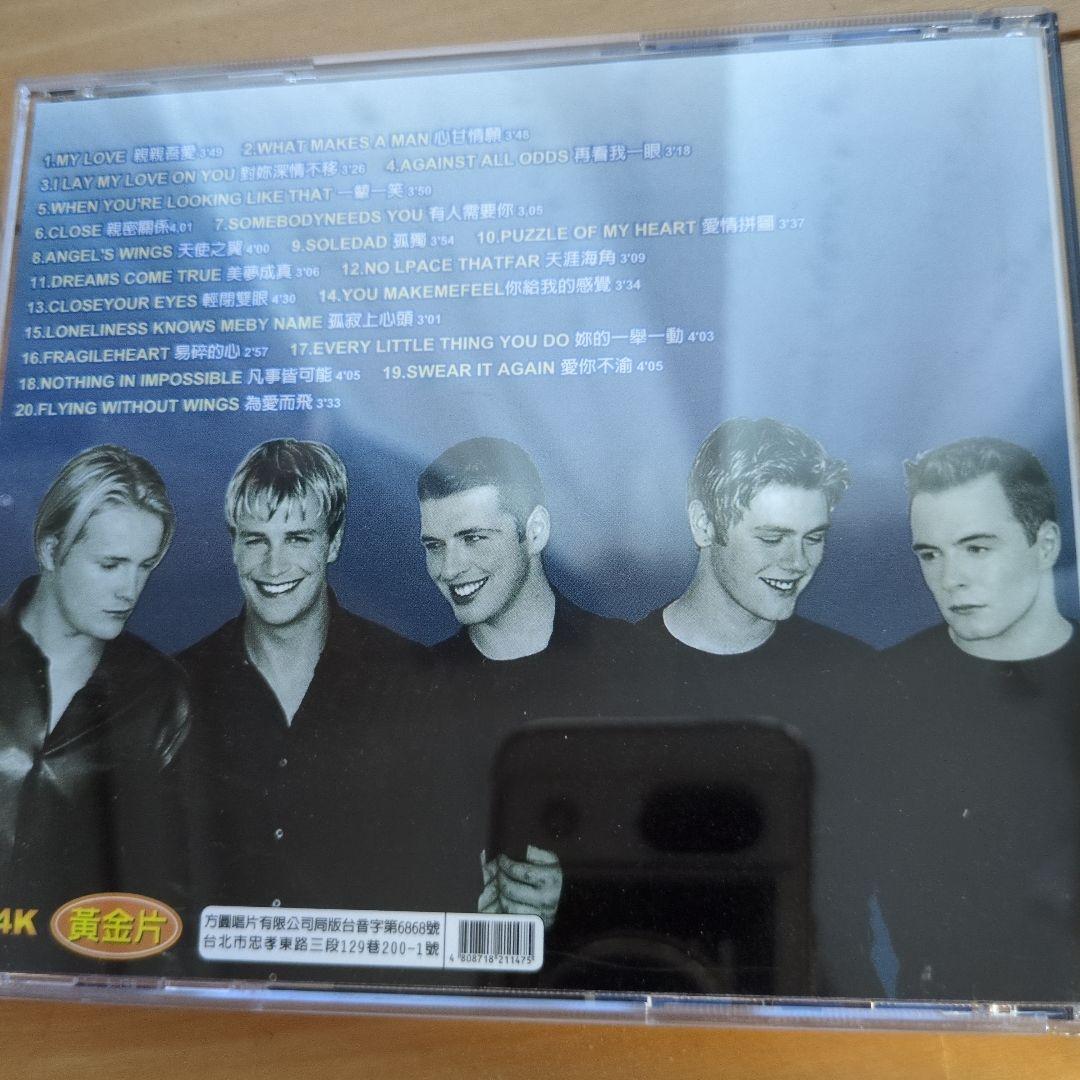 1.MY LOVE 親親吾愛 3'49 2.WHAT MAKES A MAN 心甘情願 3'48
3.I LAY MY LOVE ON YOU 對妳深情不移 3'26 4.AGAINST ALL ODDS 再看我一眼 3'18
5.WHEN YOU'RE LOOKING LIKE THAT 一顰一笑 3'50
6.CLOSE 親密關係 4,01 7.SOMEBODYNEEDS YOU 有人需要你 3,05
8.ANGEL'S WINGS 天使之翼 4'00 9.SOLEDAD 孤獨 3'54 10.PUZZLE OF MY HEART 愛情拼圖 3'37
11.DREAMS COME TRUE 美夢成真 3'06 12.NO LPACE THATFAR 天涯海角 3'09
13.CLOSEYOUR EYES 輕閉雙眼 4'30 14.YOU MAKEMEFEEL你給我的感覺 3'34
15.LONELINESS KNOWS MEBY NAME 孤寂上心頭 3'01
16.FRAGILEHEART 易碎的心 2'57 17.EVERY LITTLE THING YOU DO 妳的一舉一動 4'03
18.NOTHING IN IMPOSSIBLE 凡事皆可能 4'05 19.SWEAR IT AGAIN 愛你不渝 4'05
20.FLYING WITHOUT WINGS 為愛而飛 3'33
4K 黃金片
方圓唱片有限公司局版台音字第6868號
台北市忠孝東路三段129巷200-1號
4 808718 211475